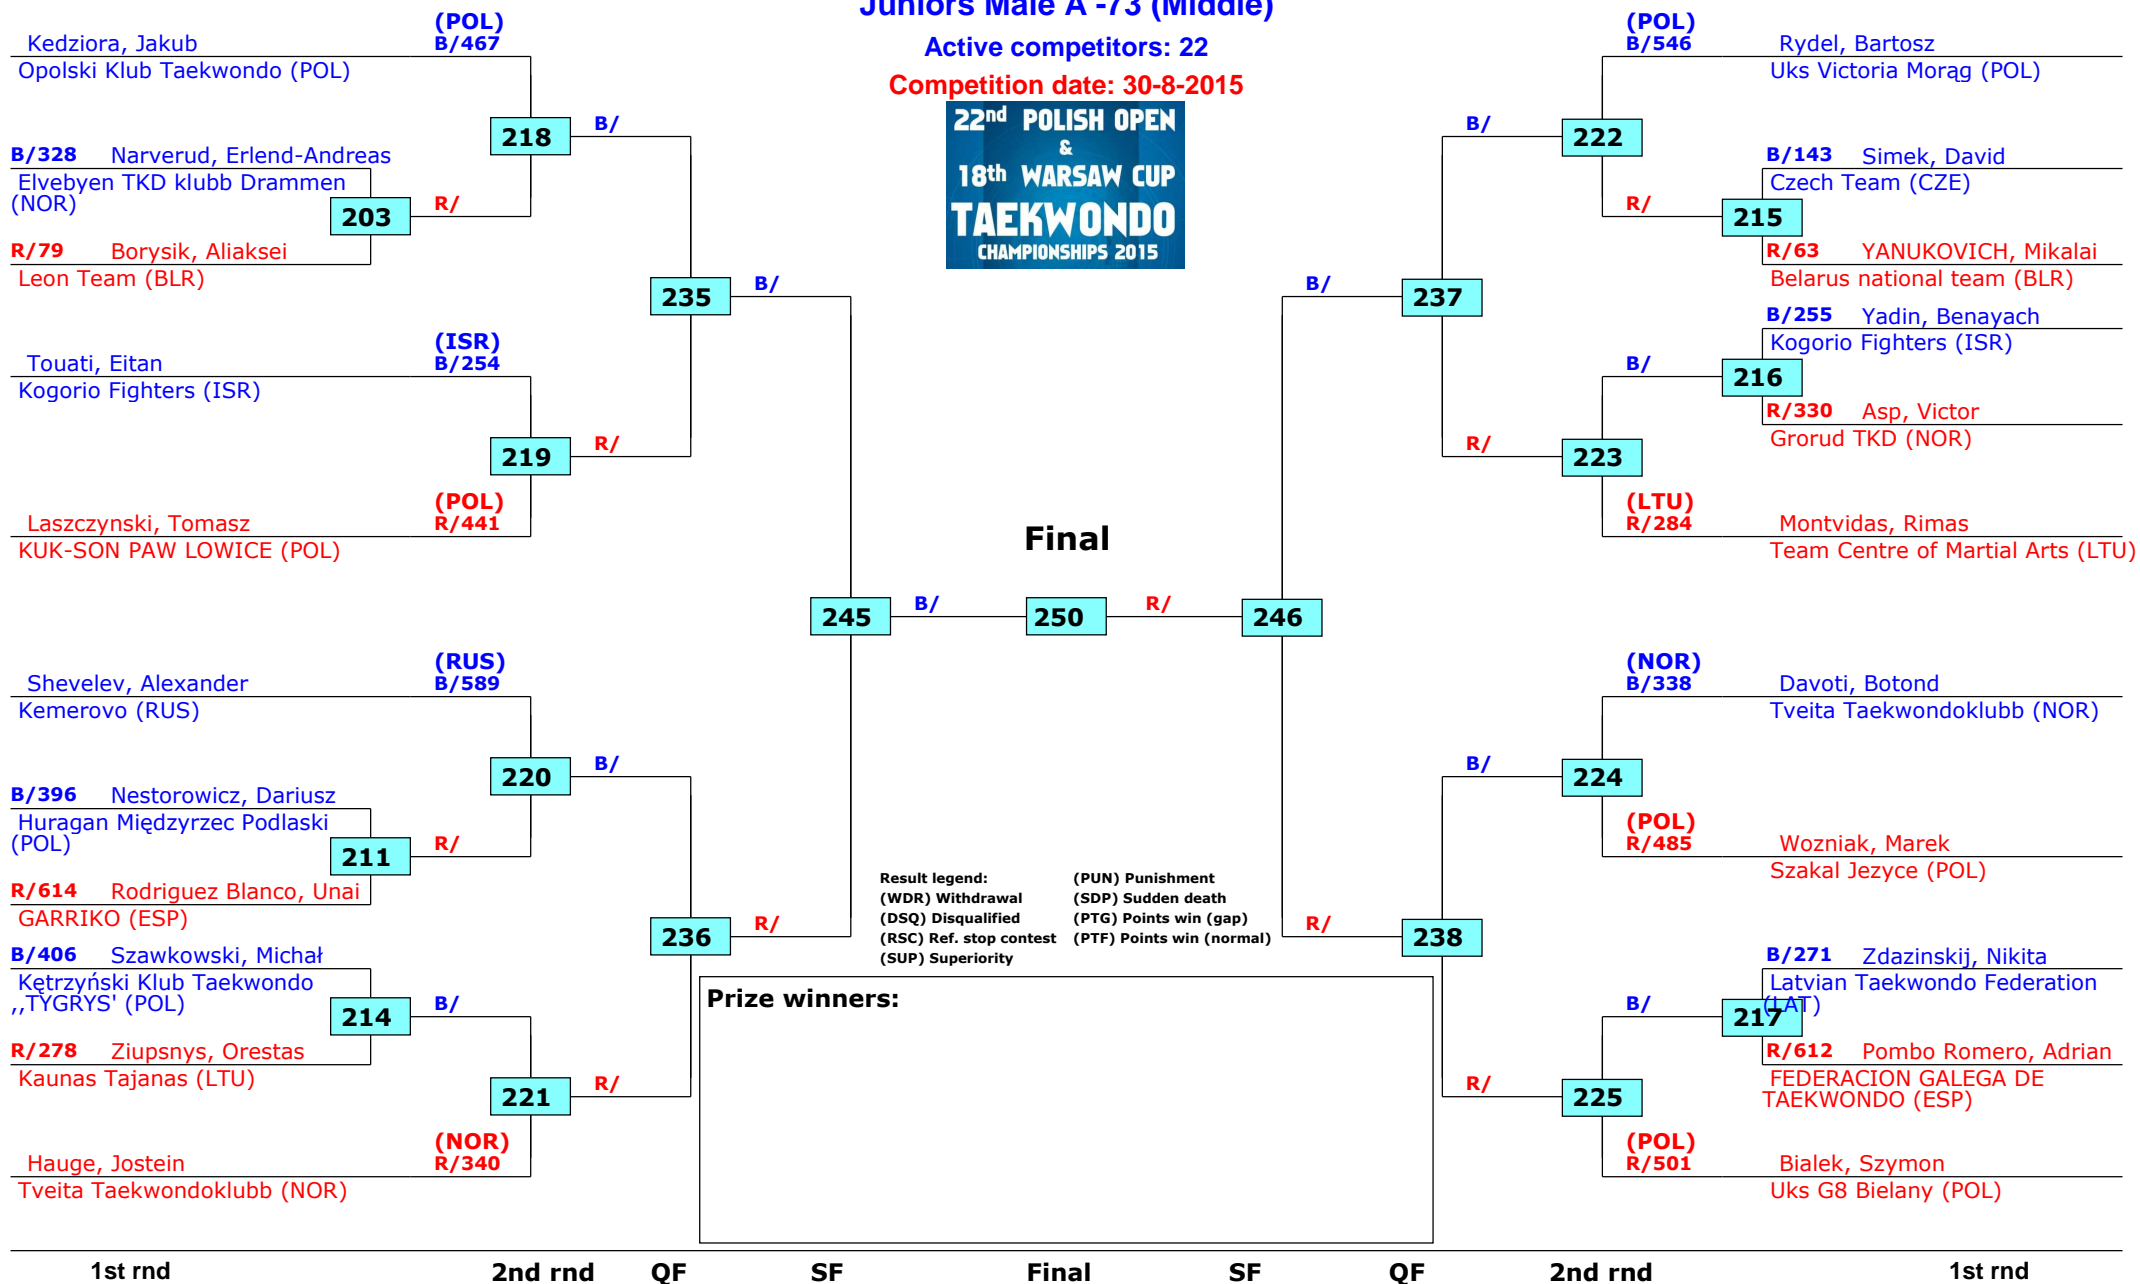 Juniors Male A -73 (Middle)
Active competitors: 22
Competition date: 30-8-2015
22nd POLISH OPEN
&
18th WARSAW CUP
TAEKWONDO
CHAMPIONSHIPS 2015
(POL)
Kedziora, Jakub B/467
Opolski Klub Taekwondo (POL)
218 B/
B/328 Narverud, Erlend-Andreas
Elvebyen TKD klubb Drammen
(NOR)
203 R/
R/79 Borysik, Aliaksei
Leon Team (BLR)
235 B/
(ISR)
Touati, Eitan B/254
Kogorio Fighters (ISR)
219 R/
(POL)
Laszczynski, Tomasz R/441
KUK-SON PAW LOWICE (POL)
245 B/
(RUS)
Shevelev, Alexander B/589
Kemerovo (RUS)
220 B/
B/396 Nestorowicz, Dariusz
Huragan Międzyrzec Podlaski
(POL)
211 R/
R/614 Rodriguez Blanco, Unai
GARRIKO (ESP)
236 R/
B/406 Szawkowski, Michał
Kętrzyński Klub Taekwondo
,,TYGRYS' (POL)
214 B/
R/278 Ziupsnys, Orestas
Kaunas Tajanas (LTU)
221 R/
(NOR)
Hauge, Jostein R/340
Tveita Taekwondoklubb (NOR)
Final
250
(POL)
B/546 Rydel, Bartosz
Uks Victoria Morąg (POL)
B/ 222
B/143 Simek, David
Czech Team (CZE)
R/ 215
R/63 YANUKOVICH, Mikalai
Belarus national team (BLR)
B/ 237
B/255 Yadin, Benayach
Kogorio Fighters (ISR)
B/ 216
R/330 Asp, Victor
Grorud TKD (NOR)
R/ 223
(LTU)
R/284 Montvidas, Rimas
Team Centre of Martial Arts (LTU)
R/ 246
(NOR)
B/338 Davoti, Botond
Tveita Taekwondoklubb (NOR)
B/ 224
(POL)
R/485 Wozniak, Marek
Szakal Jezyce (POL)
R/ 238
B/271 Zdazinskij, Nikita
Latvian Taekwondo Federation
(LAT)
B/ 217
R/612 Pombo Romero, Adrian
FEDERACION GALEGA DE
TAEKWONDO (ESP)
R/ 225
(POL)
R/501 Bialek, Szymon
Uks G8 Bielany (POL)
Result legend: (PUN) Punishment
(WDR) Withdrawal (SDP) Sudden death
(DSQ) Disqualified (PTG) Points win (gap)
(RSC) Ref. stop contest (PTF) Points win (normal)
(SUP) Superiority
Prize winners:
1st rnd 2nd rnd QF SF Final SF QF 2nd rnd 1st rnd